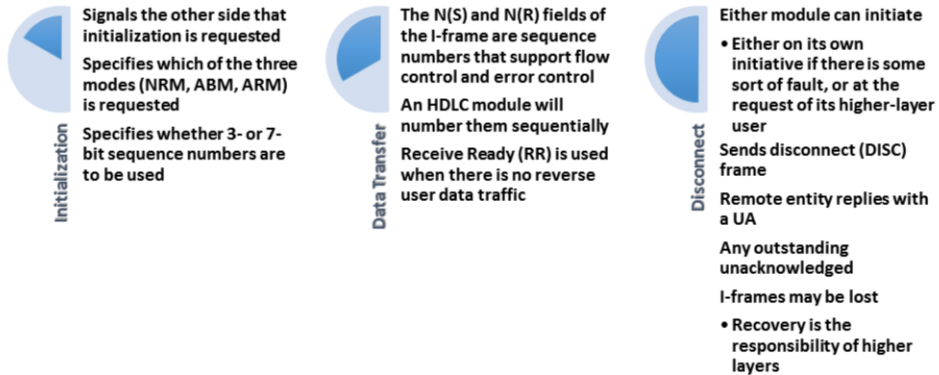 Initialization
Signals the other side that
initialization is requested
Specifies which of the three
modes (NRM, ABM, ARM)
is requested
Specifies whether 3- or 7-
bit sequence numbers are
to be used
Data Transfer
The N(S) and N(R) fields of
the I-frame are sequence
numbers that support flow
control and error control
An HDLC module will
number them sequentially
Receive Ready (RR) is used
when there is no reverse
user data traffic
Disconnect
Either module can initiate
• Either on its own
initiative if there is some
sort of fault, or at the
request of its higher-layer
user
Sends disconnect (DISC)
frame
Remote entity replies with
a UA
Any outstanding
unacknowledged
I-frames may be lost
• Recovery is the
responsibility of higher
layers